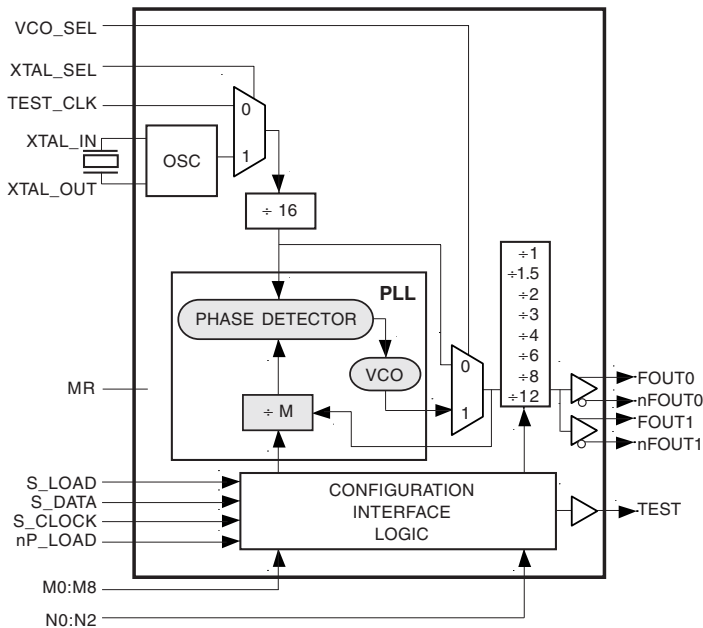 VCO_SEL
XTAL_SEL
TEST_CLK
XTAL_IN
XTAL_OUT
OSC
0
1
÷ 16
PLL
PHASE DETECTOR
VCO
÷ M
0
1
÷1
÷1.5
÷2
÷3
÷4
÷6
÷8
÷12
FOUT0
nFOUT0
FOUT1
nFOUT1
MR
S_LOAD
S_DATA
S_CLOCK
nP_LOAD
CONFIGURATION
INTERFACE
LOGIC
TEST
M0:M8
N0:N2